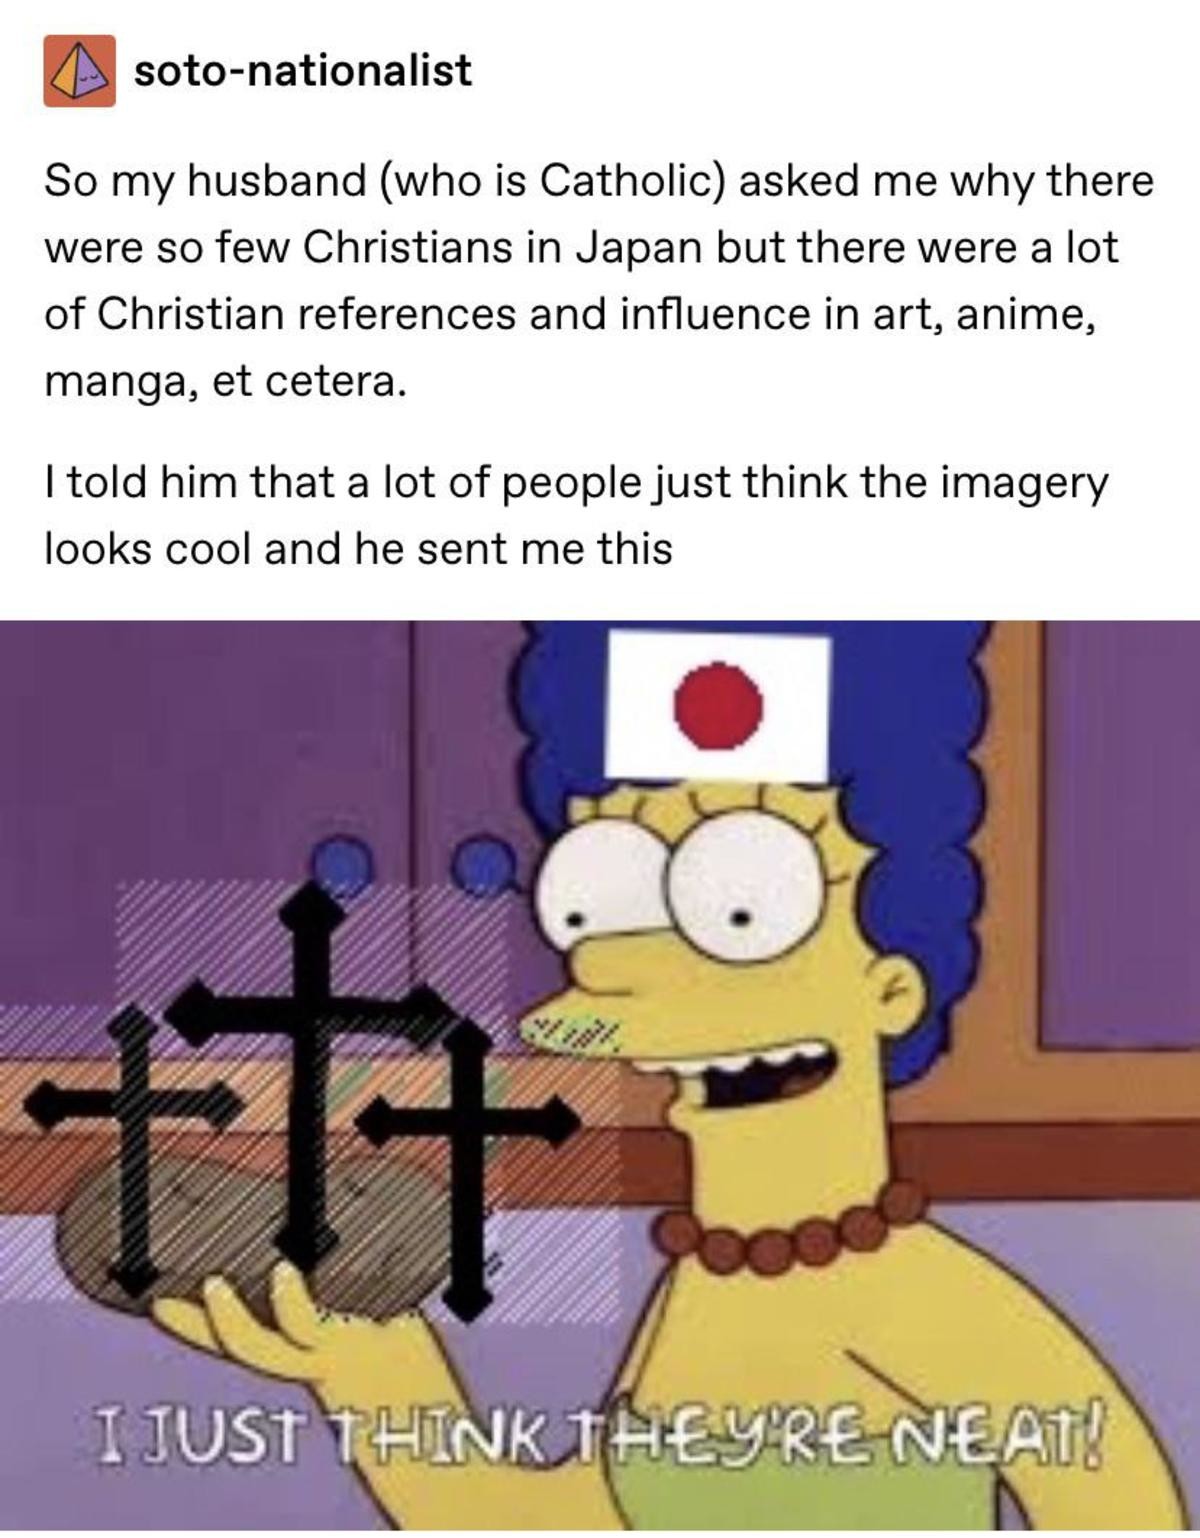 soto-nationalist
So my husband (who is Catholic) asked me why there
were so few Christians in Japan but there were a lot
of Christian references and influence in art, anime,
manga, et cetera.
I told him that a lot of people just think the imagery
looks cool and he sent me this
I JUST THINK THEY'RE NEAT!